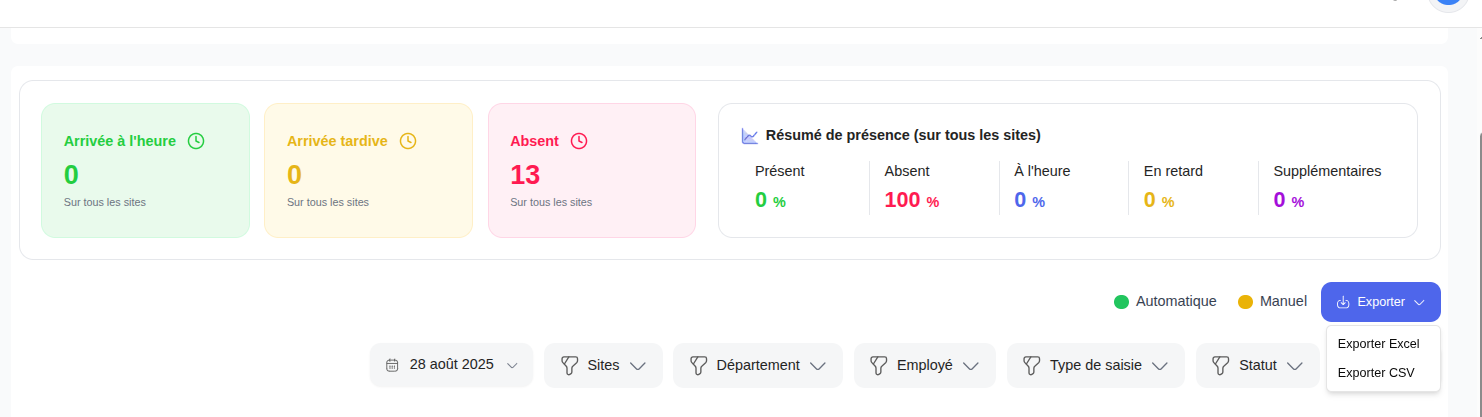 Arrivée à l'heure
0
Sur tous les sites
Arrivée tardive
0
Sur tous les sites
Absent
13
Sur tous les sites
Résumé de présence (sur tous les sites)
Présent
0 %
Absent
100 %
À l'heure
0 %
En retard
0 %
Supplémentaires
0 %
Automatique
Manuel
Exporter
Exporter Excel
Exporter CSV
28 août 2025
Sites
Département
Employé
Type de saisie
Statut